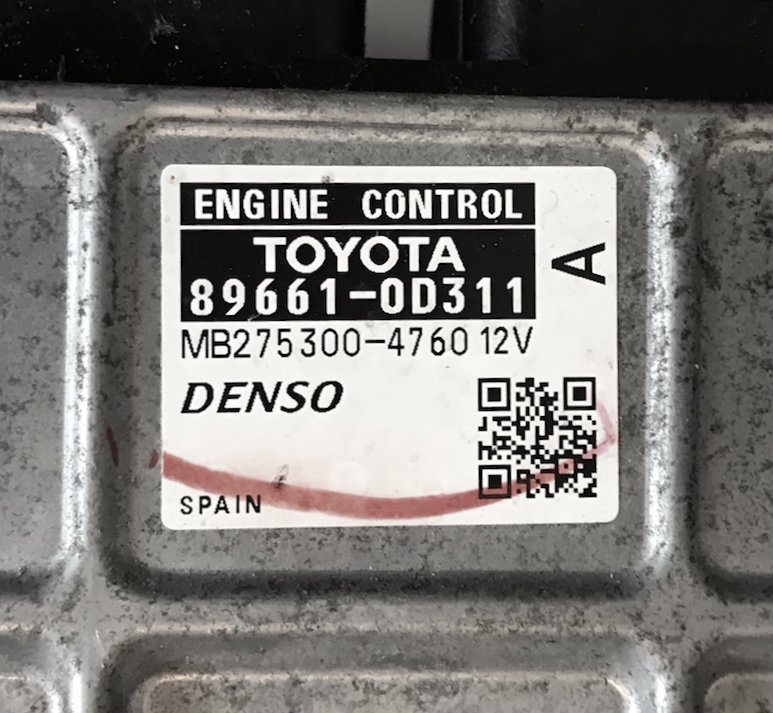 ENGINE CONTROL
TOYOTA
89661-0D311
A
MB275300-4760 12V
DENSO
SPAIN